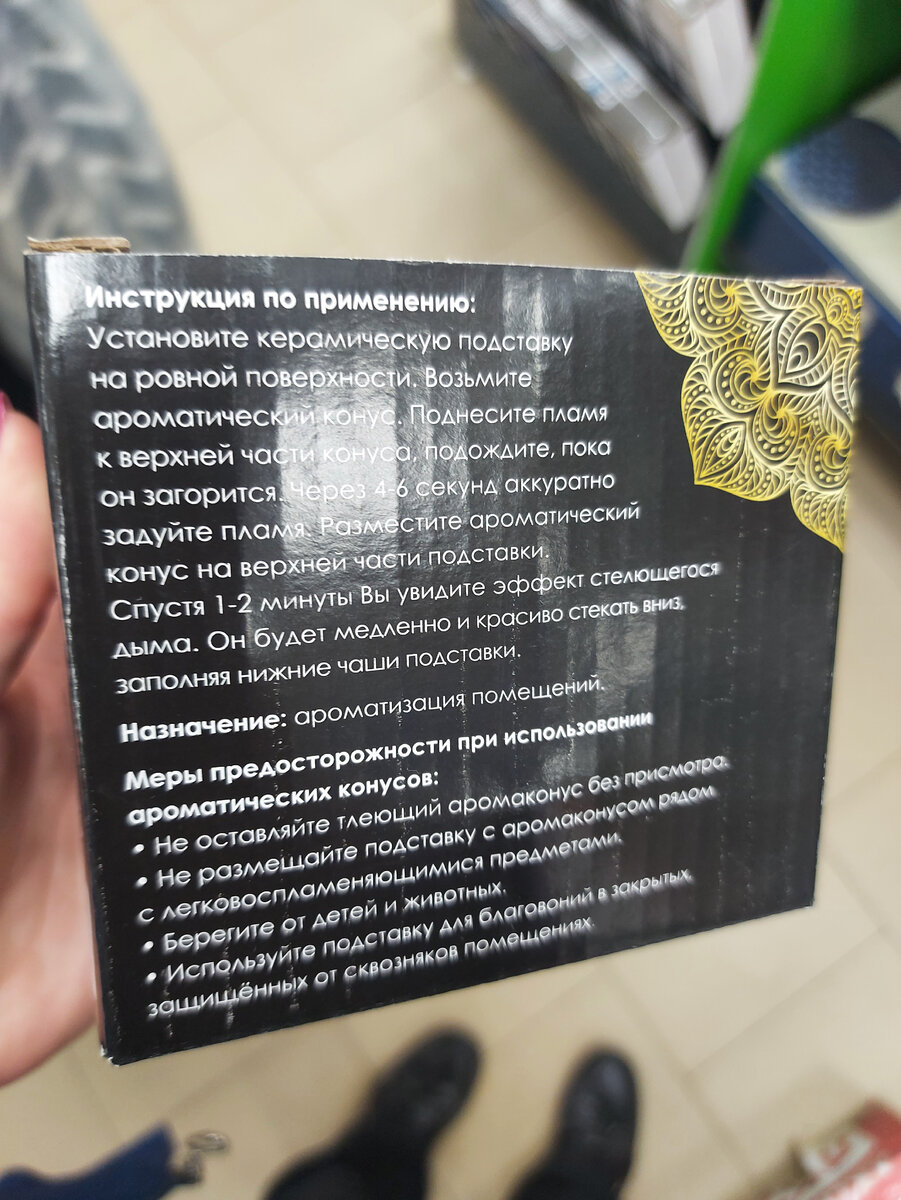 Инструкция по применению:
Установите керамическую подставку
на ровной поверхности. Возьмите
ароматический конус. Поднесите пламя
к верхней части конуса, подождите, пока
он загорится. Через 4-6 секунд аккуратно
задуйте пламя. Разместите ароматический
конус на верхней части подставки.
Спустя 1-2 минуты Вы увидите эффект стелющегося
дыма. Он будет медленно и красиво стекать вниз,
заполняя нижние чаши подставки.
Назначение: ароматизация помещений.
Меры предосторожности при использовании
ароматических конусов:
• Не оставляйте тлеющий аромаконус без присмотра.
• Не размещайте подставку с аромаконусом рядом
с легковоспламеняющимися предметами.
• Берегите от детей и животных.
• Используйте подставку для благовоний в закрытых,
защищённых от сквозняков помещениях.